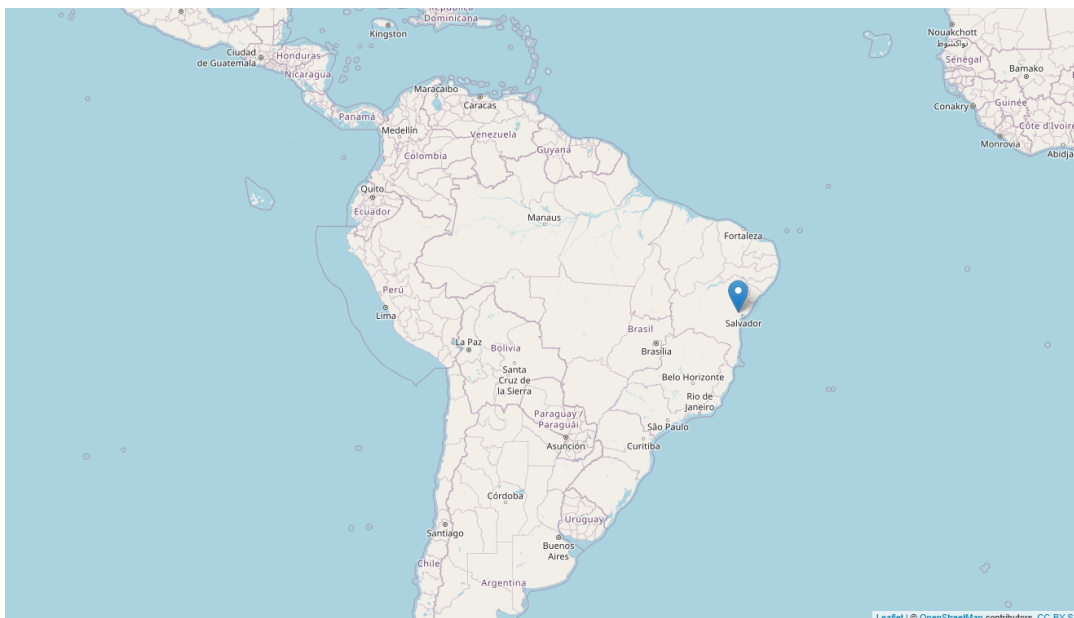 República
Dominicana
Kingston
Ciudad
de Guatemala
Honduras
Nicaragua
Nouakchott
نواكشوط
Sénégal
Bamako
Maracaibo
Caracas
Panamá
Medellín
Venezuela
Guyana
Colombia
Conakry
Guinée
Côte d'Ivoire
Monrovia
Abidja
Quito
Ecuador
Manaus
Fortaleza
Perú
Lima
Salvador
Brasil
Brasília
La Paz
Bolivia
Santa
Cruz de
la Sierra
Belo Horizonte
Rio de
Janeiro
Paraguay /
Paraguái
São Paulo
Asunción
Curitiba
Córdoba
Uruguay
Santiago
Buenos
Aires
Chile
Argentina
Leaflet | © OpenStreetMap contributors, CC-BY-S